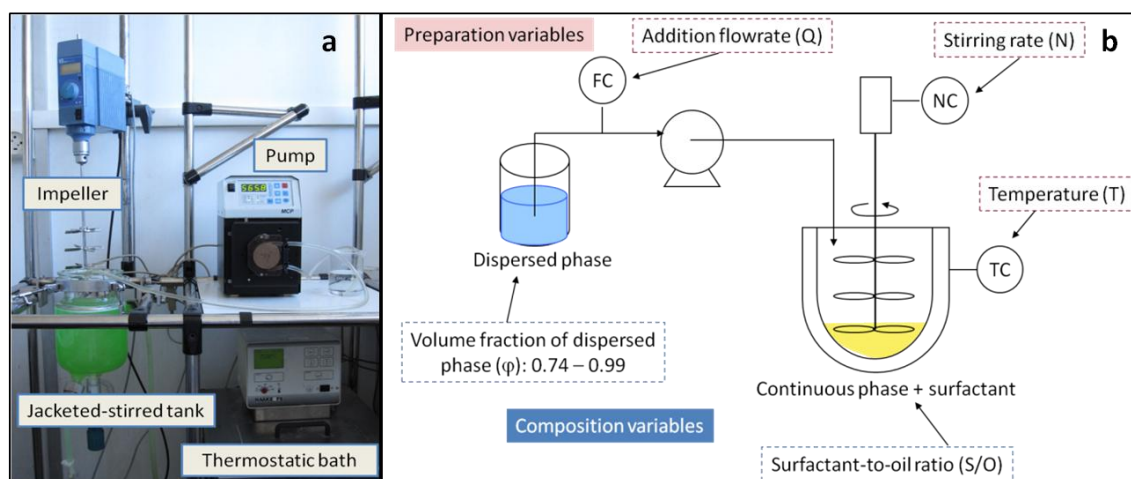 a
Impeller
Pump
5658
MCP
Jacketed-stirred tank
Thermostatic bath
b
Preparation variables
Addition flowrate (Q)
Stirring rate (N)
FC
NC
Temperature (T)
TC
Dispersed phase
Volume fraction of dispersed
phase (φ): 0.74 – 0.99
Continuous phase + surfactant
Composition variables
Surfactant-to-oil ratio (S/O)